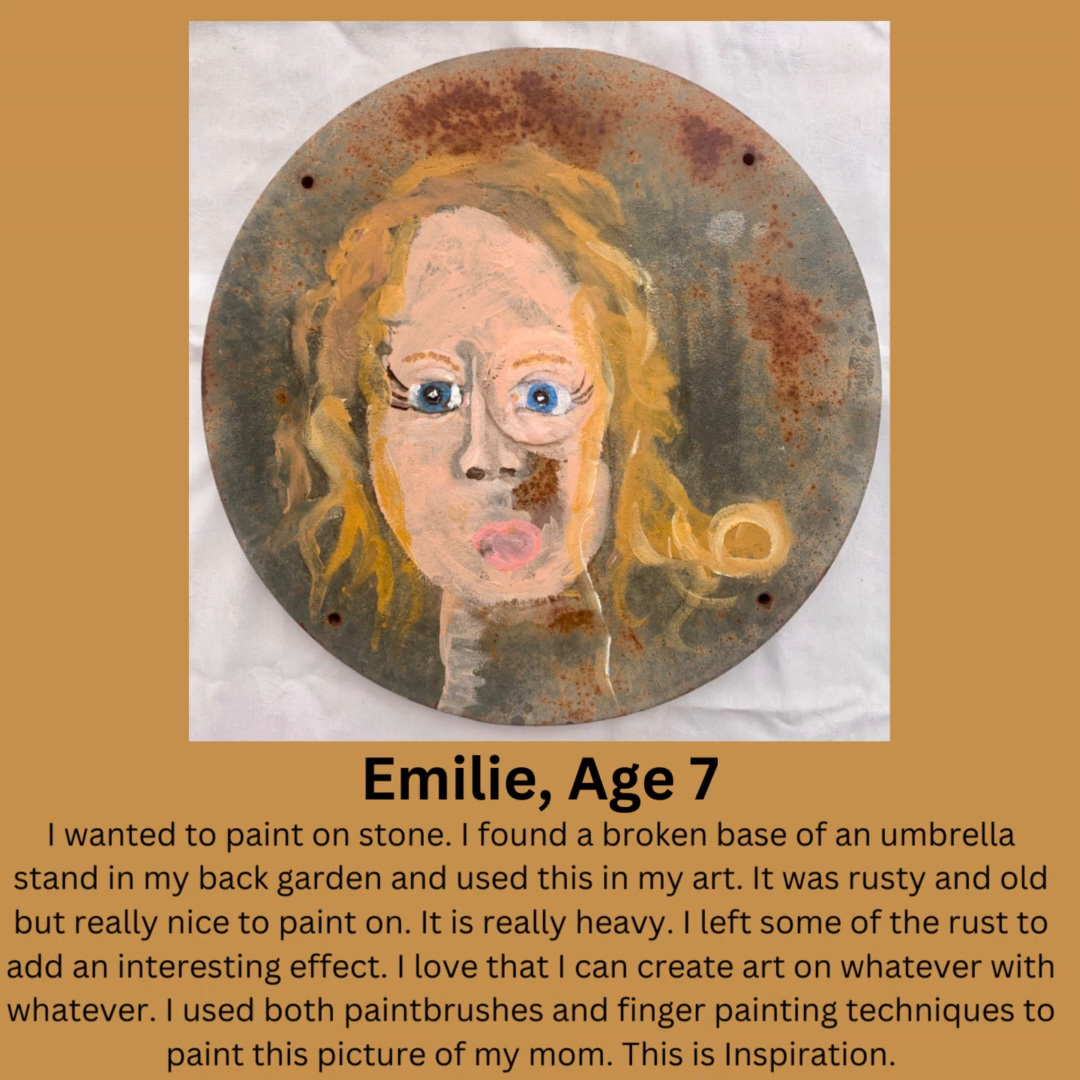 Emilie, Age 7
I wanted to paint on stone. I found a broken base of an umbrella
stand in my back garden and used this in my art. It was rusty and old
but really nice to paint on. It is really heavy. I left some of the rust to
add an interesting effect. I love that I can create art on whatever with
whatever. I used both paintbrushes and finger painting techniques to
paint this picture of my mom. This is Inspiration.